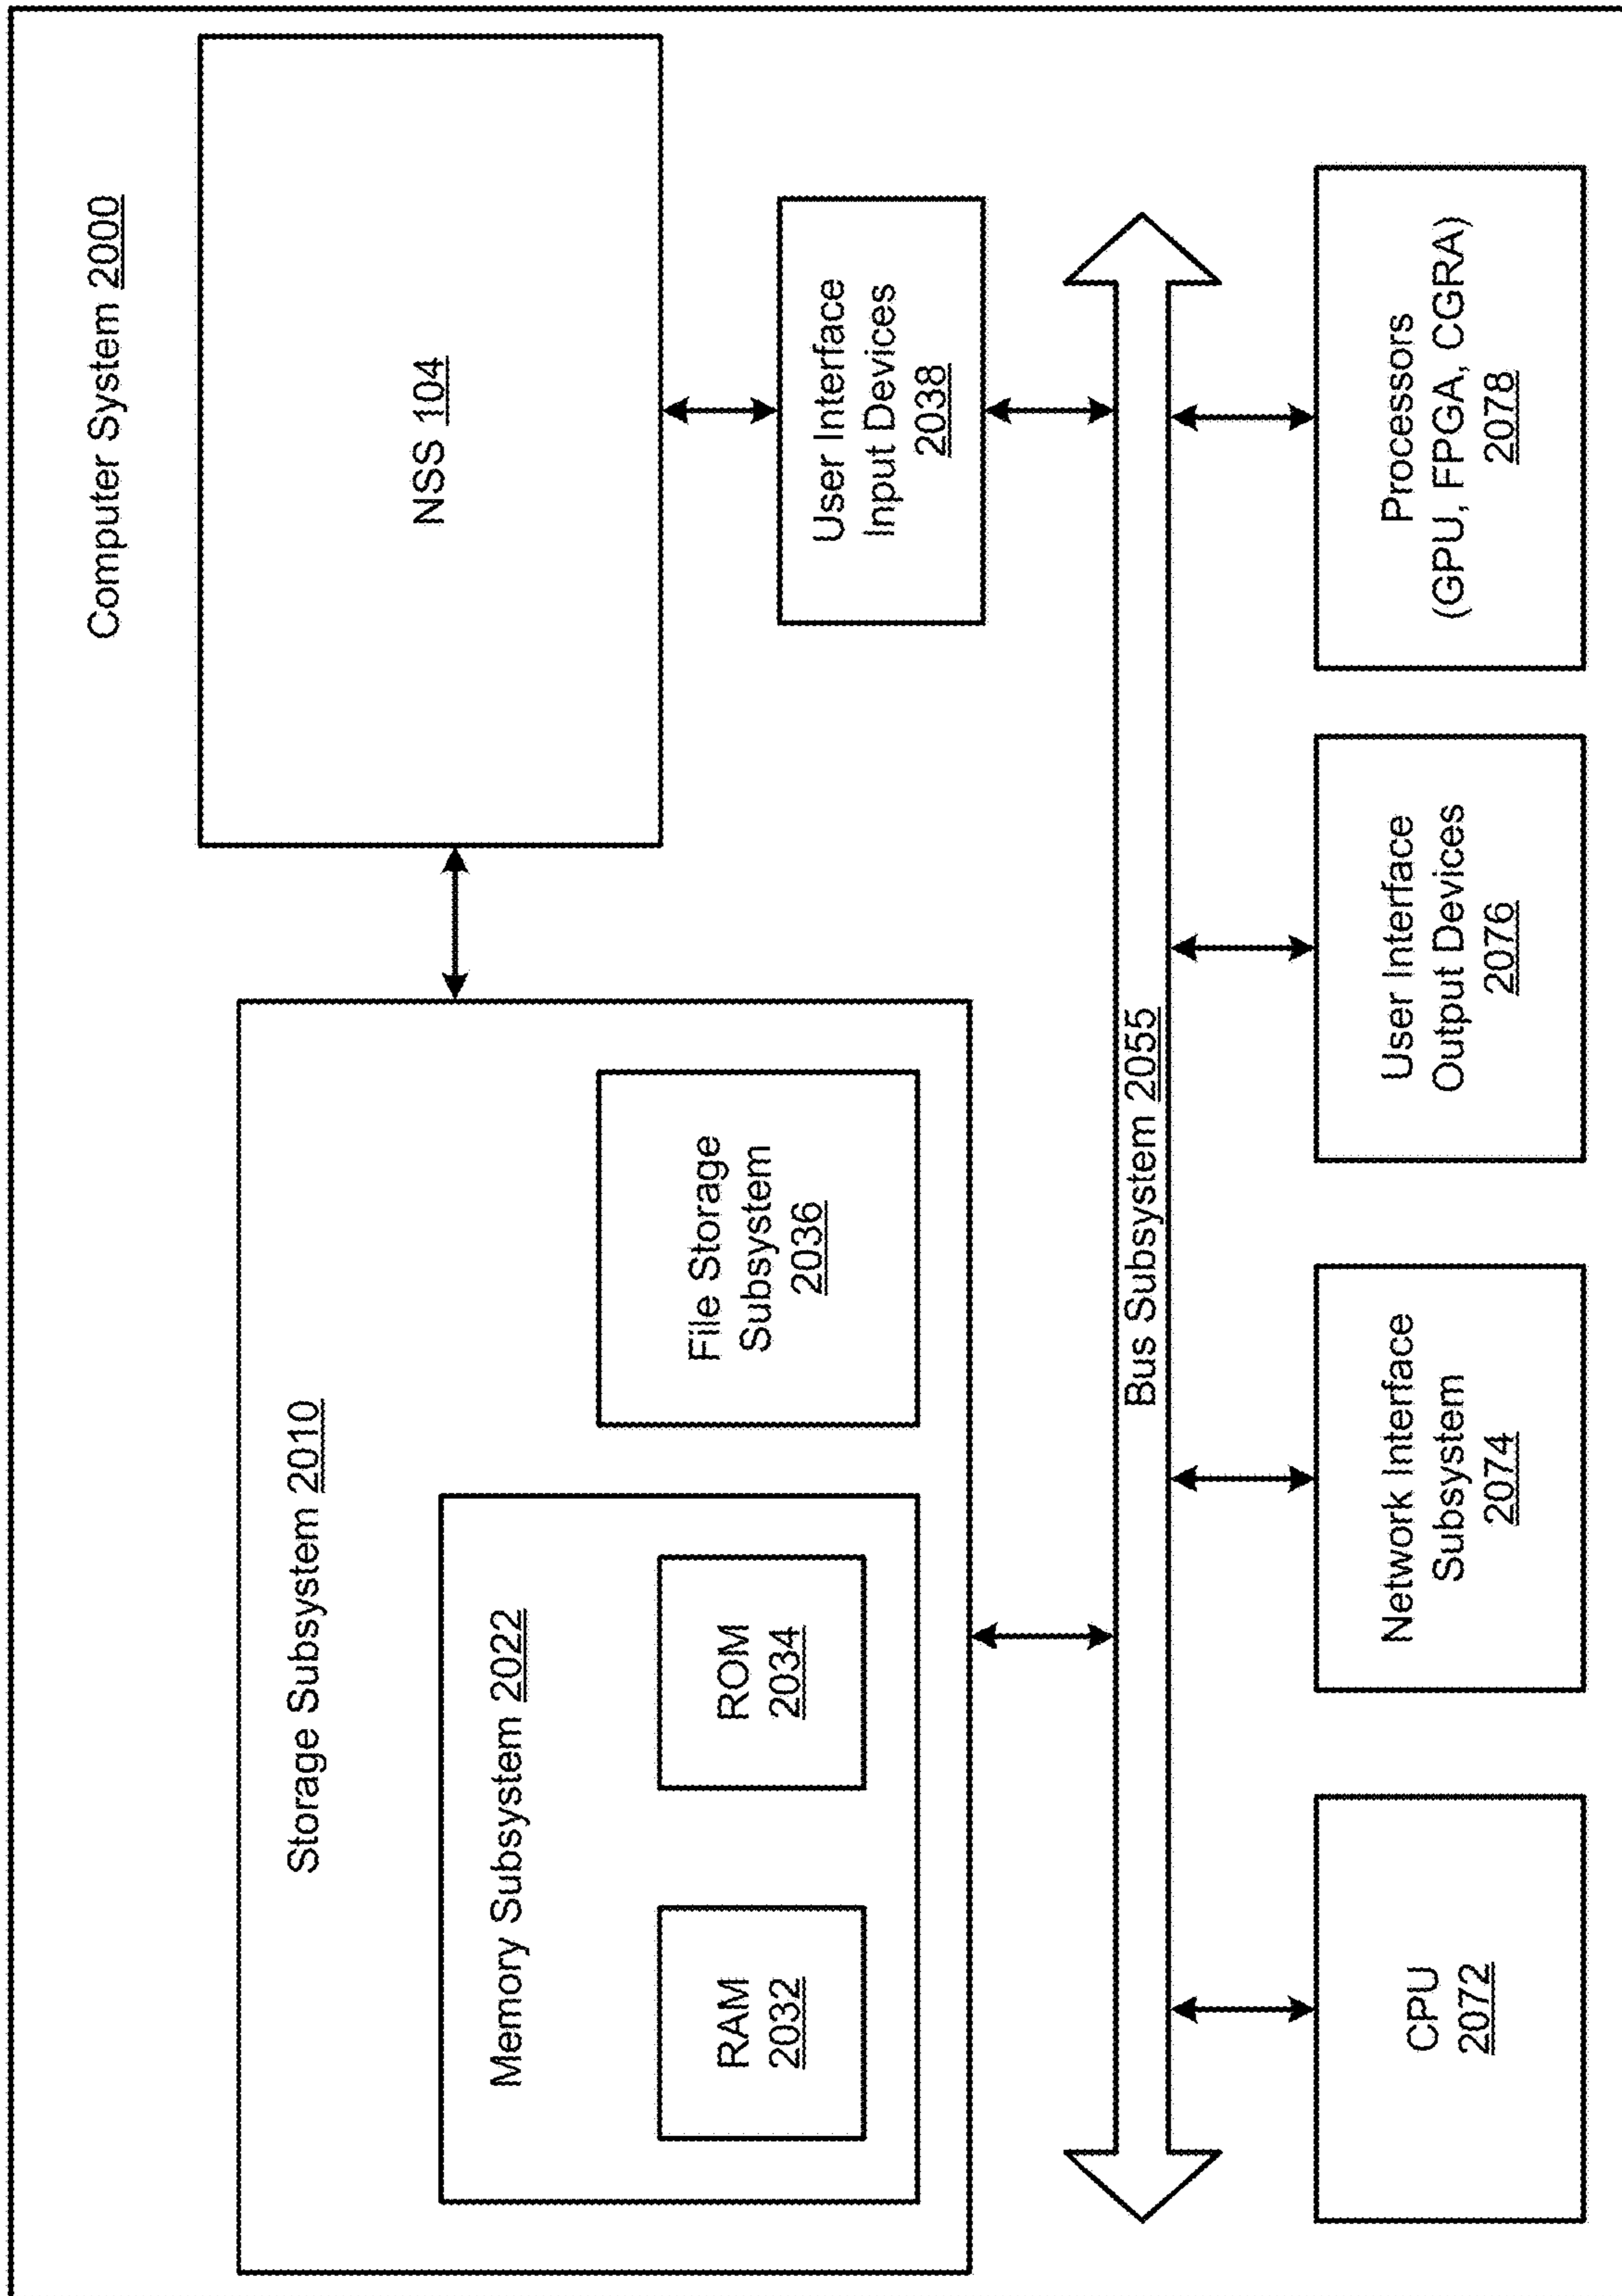 Computer System 2000
Storage Subsystem 2010
Memory Subsystem 2022
RAM
2032
ROM
2034
File Storage
Subsystem
2036
NSS 104
User Interface
Input Devices
2038
Bus Subsystem 2055
CPU
2072
Network Interface
Subsystem
2074
User Interface
Output Devices
2076
Processors
(GPU, FPGA, CGRA)
2078